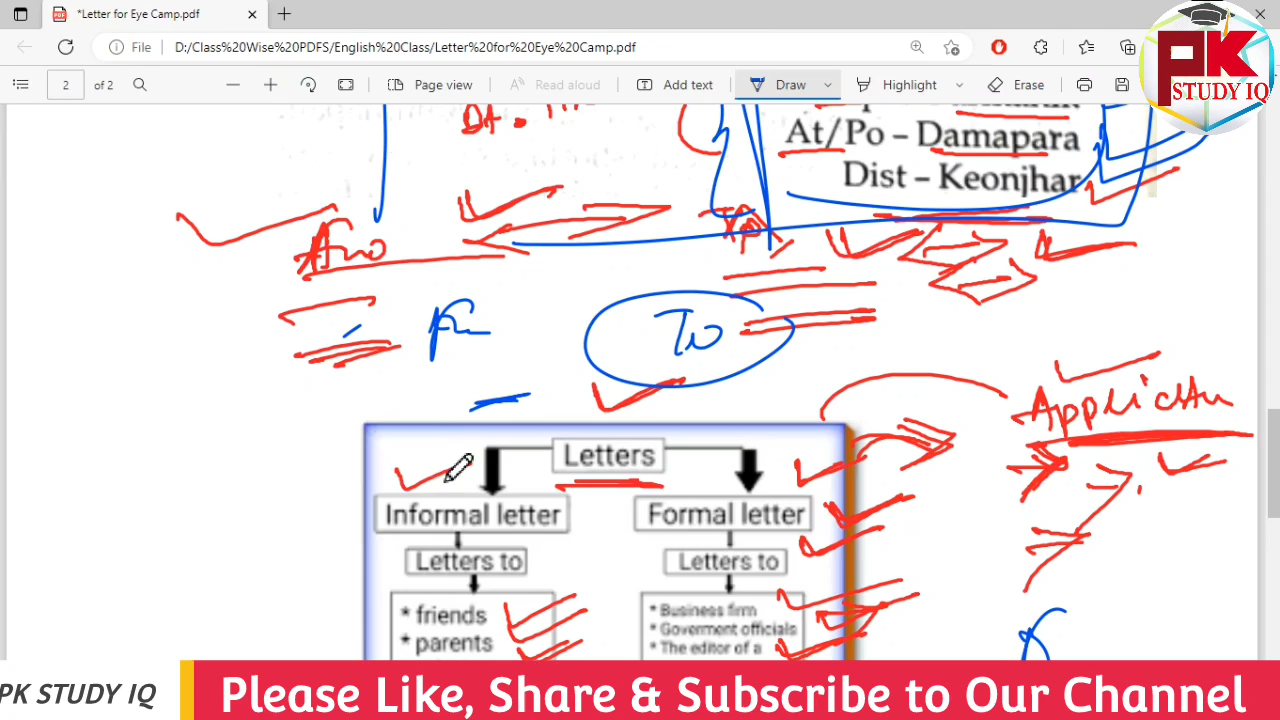 *Letter for Eye Camp.pdf
File D:/Class%20Wise%20PDFS/English%20Class/Letter%20for%20Eye%20Camp.pdf
2 of 2 Page view Read aloud Add text Draw Highlight Erase
PK
STUDY IQ
At/Po – Damapara
Dist – Keonjhar
To
Letters
Informal letter Formal letter
Letters to Letters to
* friends
* parents
* Business firm
* Goverment officials
* The editor of a
PK STUDY IQ Please Like, Share & Subscribe to Our Channel